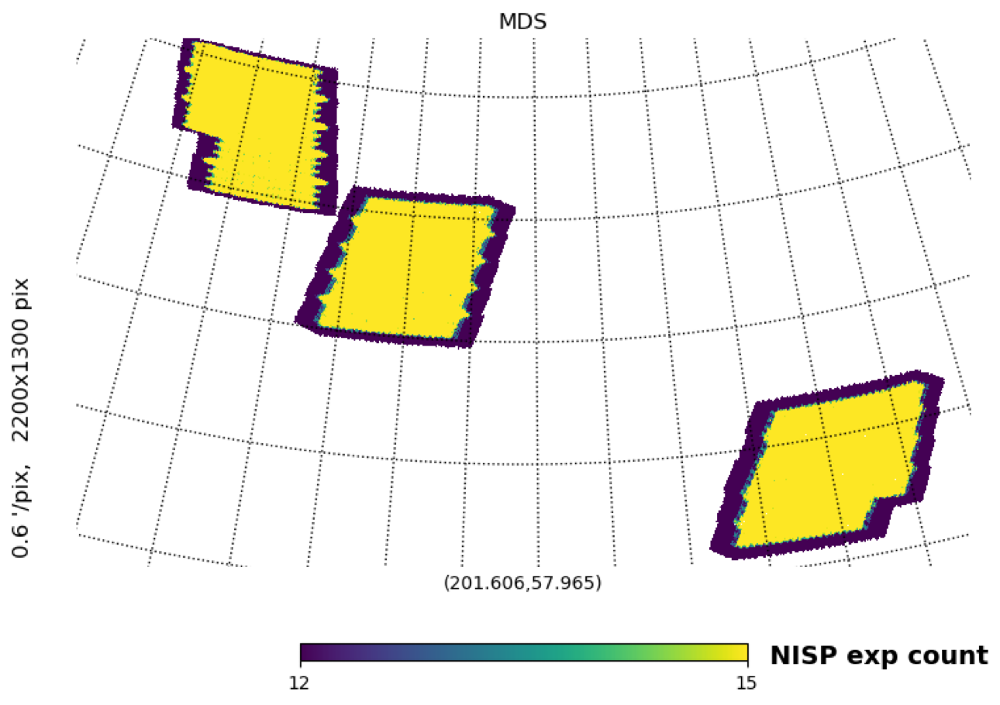 MDS
0.6 '/pix,   2200x1300 pix
(201.606,57.965)
NISP exp count
12
15